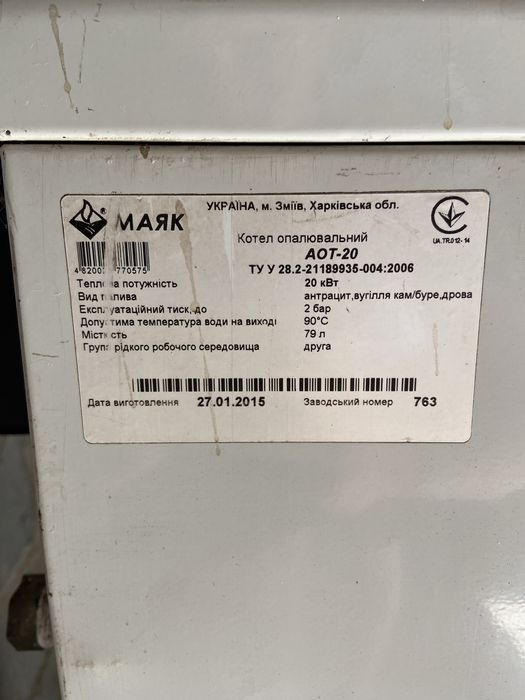 УКРАЇНА, м. Зміїв, Харківська обл.
МАЯК
UA.TR.012-14
Котел опалювальний
АОТ-20
ТУ У 28.2-21189935-004:2006
Теплова потужність 20 кВт
Вид палива антрацит,вугілля кам/буре,дрова
Експлуатаційний тиск, до 2 бар
Допустима температура води на виході 90°С
Місткість 79 л
Група рідкого робочого середовища друга
Дата виготовлення 27.01.2015 Заводський номер 763